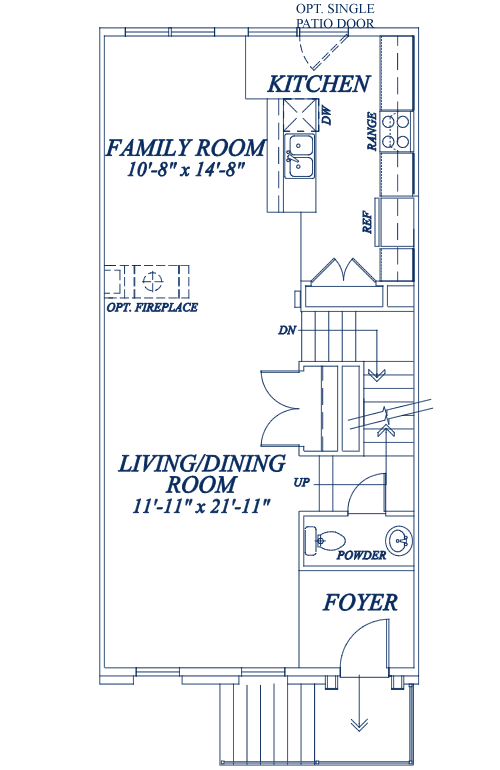 OPT. SINGLE
PATIO DOOR
KITCHEN
DW
RANGE
FAMILY ROOM
10'-8" x 14'-8"
REF
OPT. FIREPLACE
DN
LIVING/DINING
ROOM
11'-11" x 21'-11"
UP
POWDER
FOYER